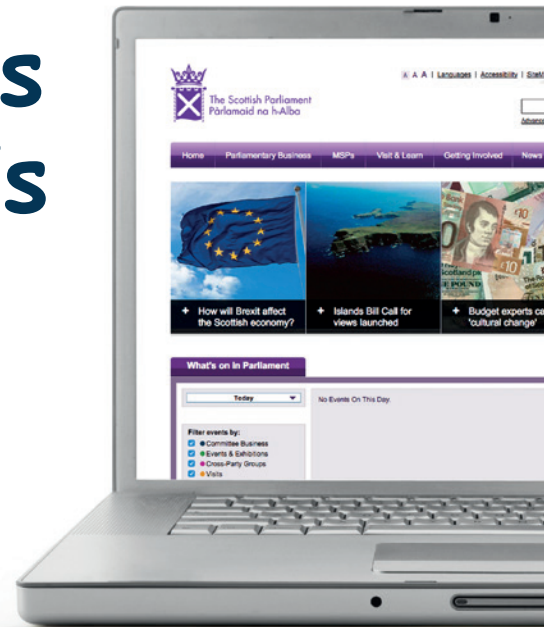 s
s
A A A | Languages | Accessibility |
The Scottish Parliament
Pàrlamaid na h-Alba
Home Parliamentary Business MSPs Visit & Learn Getting Involved News
+ How will Brexit affect
the Scottish economy?
+ Islands Bill Call for
views launched
+ Budget experts
'cultural change'
£10
What's on in Parliament
Today
No Events On This Day.
Filter events by:
Committee Business
Events & Exhibitions
Cross-Party Groups
Visits